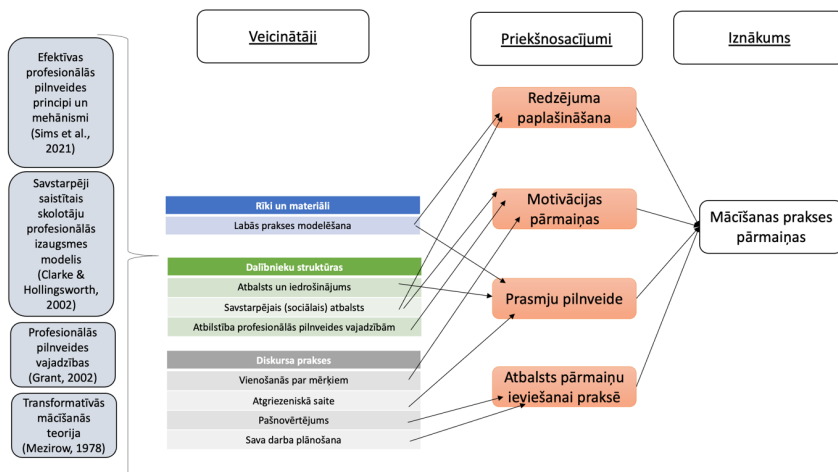 Veicinātāji
Priekšnosacījumi
Iznākums
Efektīvas
profesionālās
pilnveides
principi un
mehānismi
(Sims et al.,
2021)
Savstarpēji
saistītais
skolotāju
profesionālās
izaugsmes
modelis
(Clarke &
Hollingsworth,
2002)
Profesionālās
pilnveides
vajadzības
(Grant, 2002)
Transformatīvās
mācīšanās
teorija
(Mezirow, 1978)
Rīki un materiāli
Labās prakses modelēšana
Dalībnieku struktūras
Atbalsts un iedrošinājums
Savstarpējais (sociālais) atbalsts
Atbilstība profesionālās pilnveides vajadzībām
Diskursa prakses
Vienošanās par mērķiem
Atgriezeniskā saite
Pašnovērtējums
Sava darba plānošana
Redzējuma
paplašināšana
Motivācijas
pārmaiņas
Prasmju pilnveide
Atbalsts pārmaiņu
ieviešanai praksē
Mācīšanas prakses
pārmaiņas